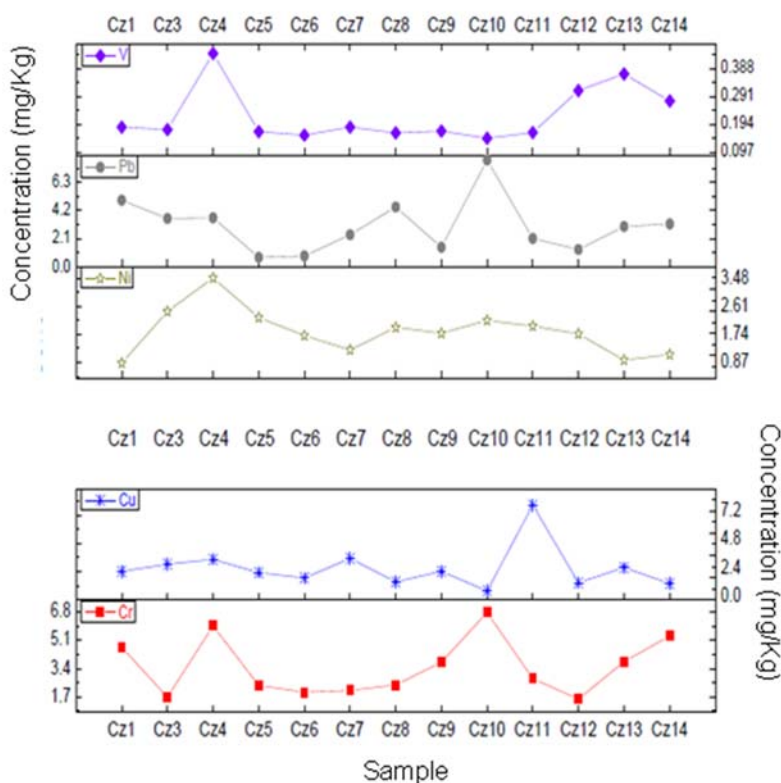 Cz1 Cz3 Cz4 Cz5 Cz6 Cz7 Cz8 Cz9 Cz10 Cz11 Cz12 Cz13 Cz14
Concentration (mg/Kg)
V
0.388
0.291
0.194
0.097
Pb
6.3
4.2
2.1
0.0
Ni
3.48
2.61
1.74
0.87
Cz1 Cz3 Cz4 Cz5 Cz6 Cz7 Cz8 Cz9 Cz10 Cz11 Cz12 Cz13 Cz14
Concentration (mg/Kg)
Cu
7.2
4.8
2.4
0.0
Cr
6.8
5.1
3.4
1.7
Cz1 Cz3 Cz4 Cz5 Cz6 Cz7 Cz8 Cz9 Cz10 Cz11 Cz12 Cz13 Cz14
Sample